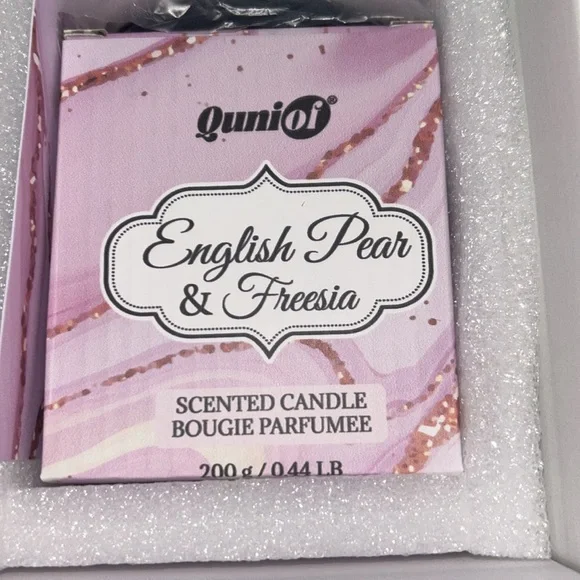 Quniof®
English Pear
& Freesia
SCENTED CANDLE
BOUGIE PARFUMEE
200 g / 0.44 LB